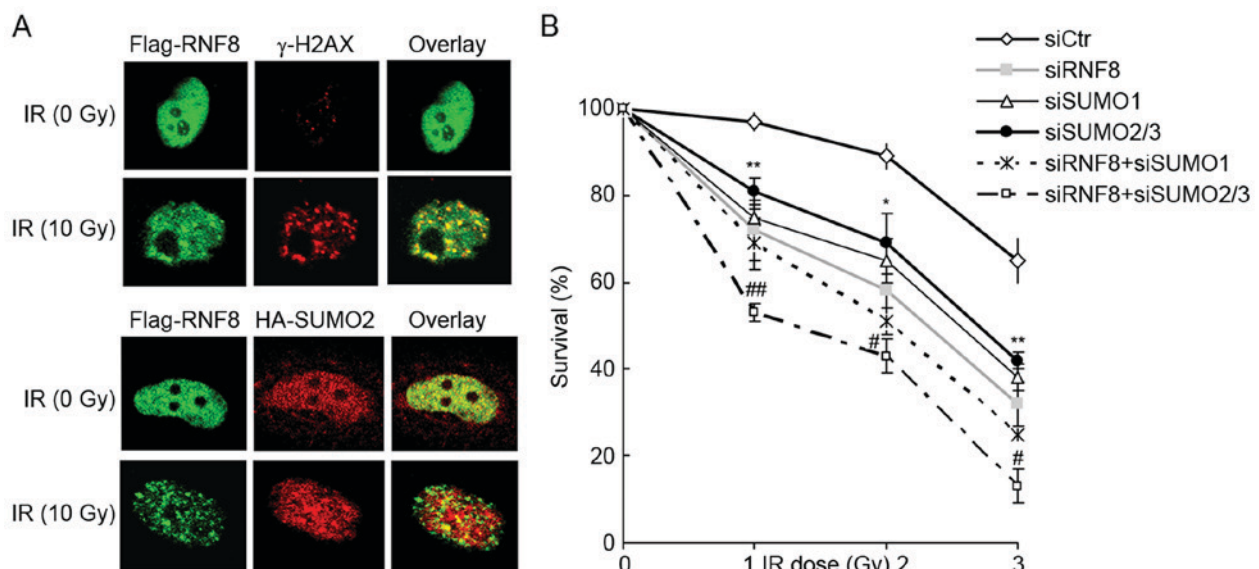 A
Flag-RNF8 γ-H2AX Overlay
IR (0 Gy)
IR (10 Gy)
Flag-RNF8 HA-SUMO2 Overlay
IR (0 Gy)
IR (10 Gy)
B
siCtr
siRNF8
siSUMO1
siSUMO2/3
siRNF8+siSUMO1
siRNF8+siSUMO2/3
Survival (%)
100
80
60
40
20
0
**
*
**
##
#
#
0 1 IR dose (Gy) 2 3